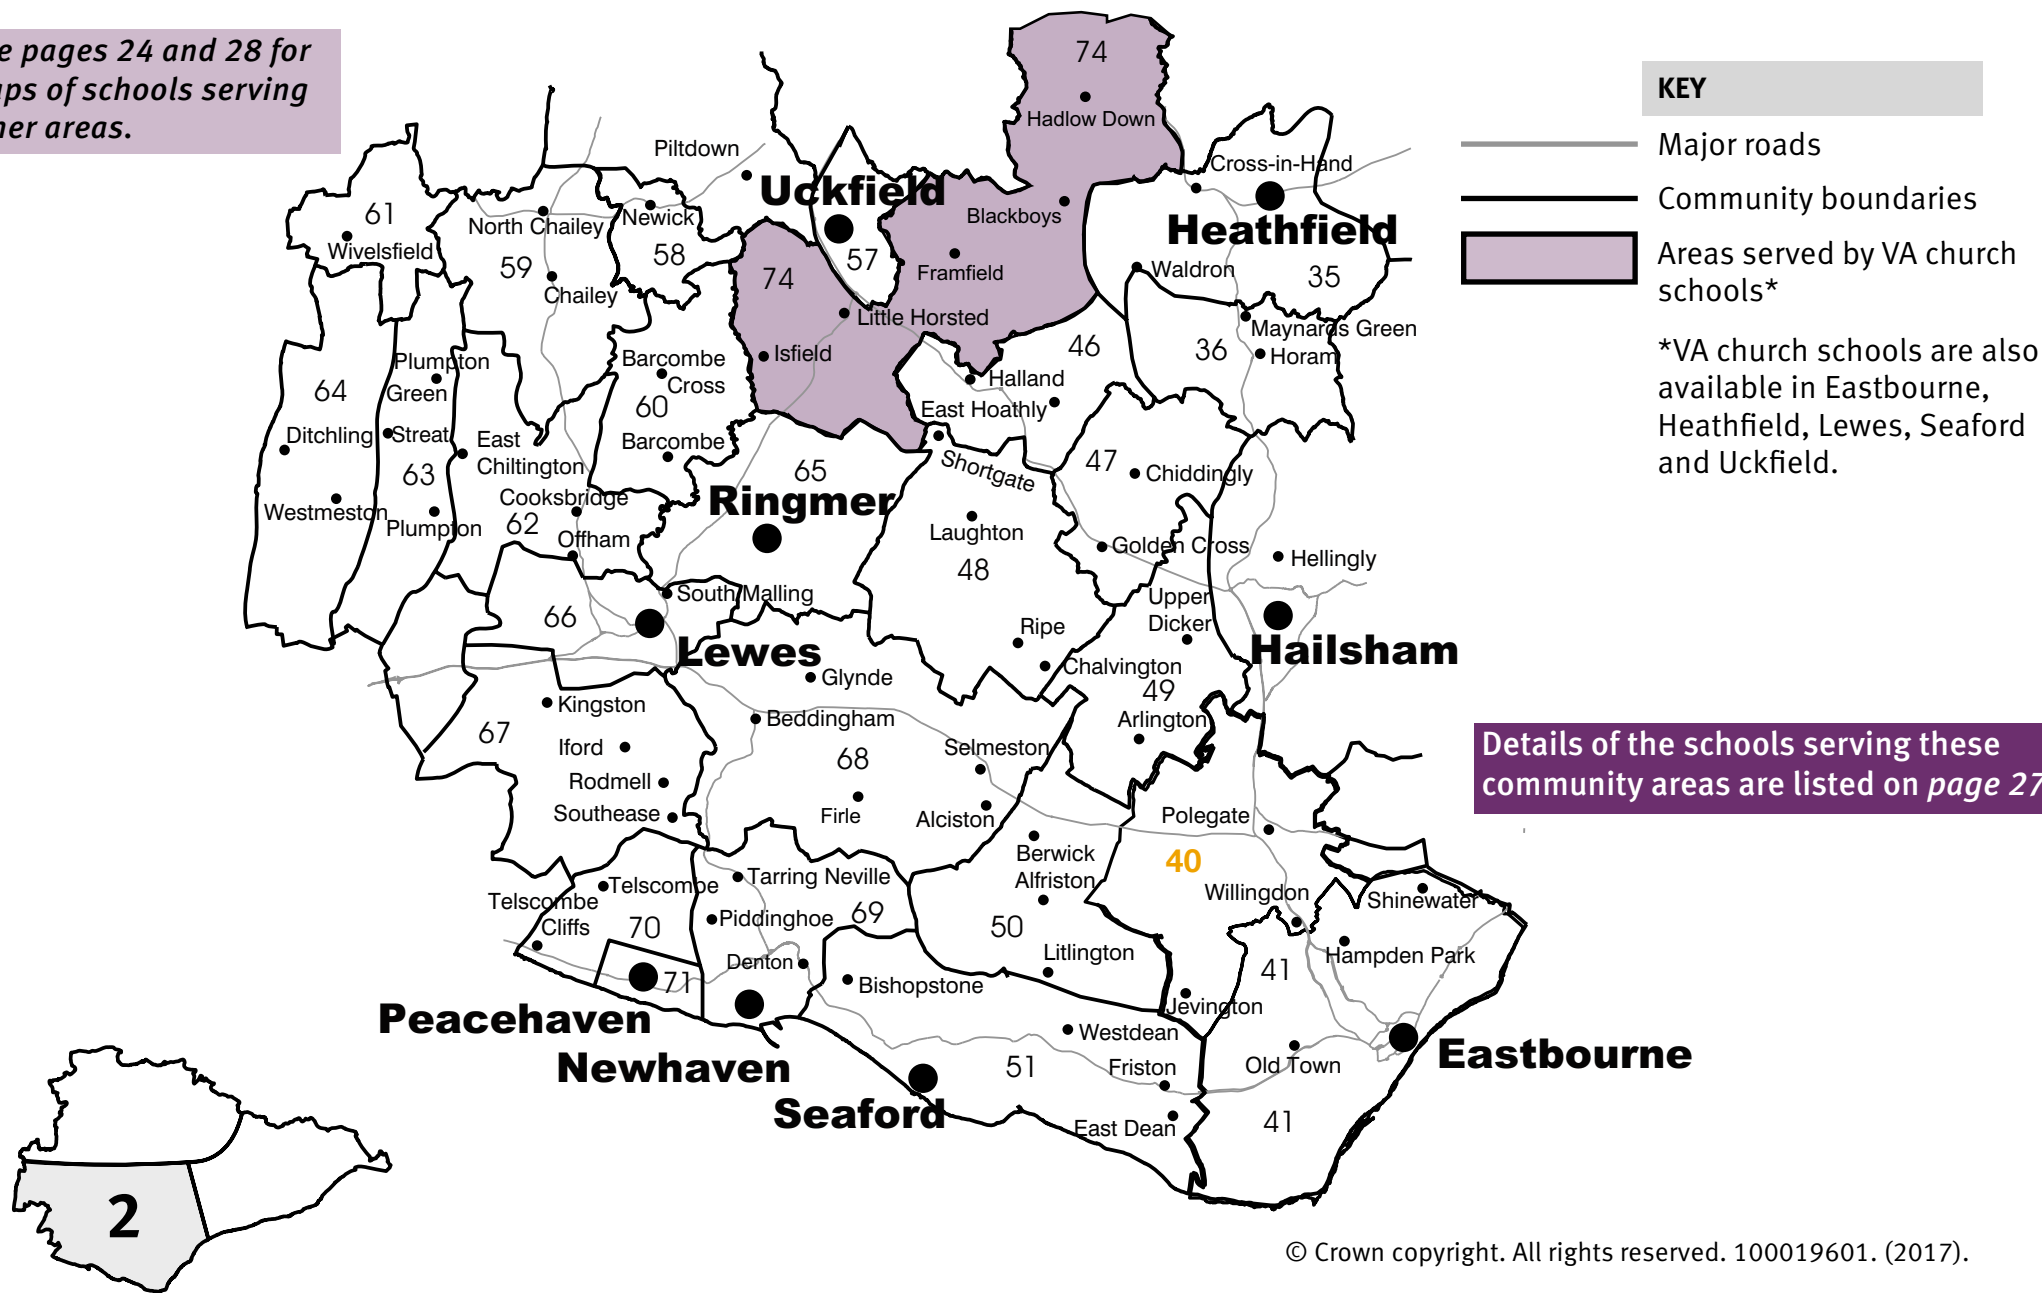 pages 24 and 28 for
of schools serving
areas.
KEY
Major roads
Community boundaries
Areas served by VA church
schools*
*VA church schools are also
available in Eastbourne,
Heathfield, Lewes, Seaford
and Uckfield.
74
Hadlow Down
Piltdown
Uckfield
Cross-in-Hand
61
Wivelsfield
North Chailey
Newick
58
59
Chailey
57
Blackboys
Framfield
Heathfield
Waldron
35
74
Little Horsted
Isfield
46
36
Maynards Green
Horam
Plumpton
Green
Barcombe
Cross
60
Barcombe
Halland
East Hoathly
64
Ditchling
Streat
East
Chiltington
63
Westmeston
Plumpton
Cooksbridge
62
Offham
65
Ringmer
Shortgate
47
Chiddingly
Laughton
48
Golden Cross
Hellingly
66
South Malling
Lewes
Ripe
Upper
Dicker
Chalvington
49
Arlington
Hailsham
Glynde
Kingston
Beddingham
67
Iford
Rodmell
Southease
68
Selmeston
Firle
Alciston
Details of the schools serving these
community areas are listed on page 27
Polegate
40
Berwick
Alfriston
Willingdon
Shinewater
Telscombe
Telscombe
Cliffs
70
Tarring Neville
Piddinghoe
69
50
Litlington
Hampden Park
41
71
Denton
Bishopstone
Jevington
Peacehaven
Newhaven
Westdean
51
Friston
Old Town
Eastbourne
Seaford
East Dean
41
2
© Crown copyright. All rights reserved. 100019601. (2017).